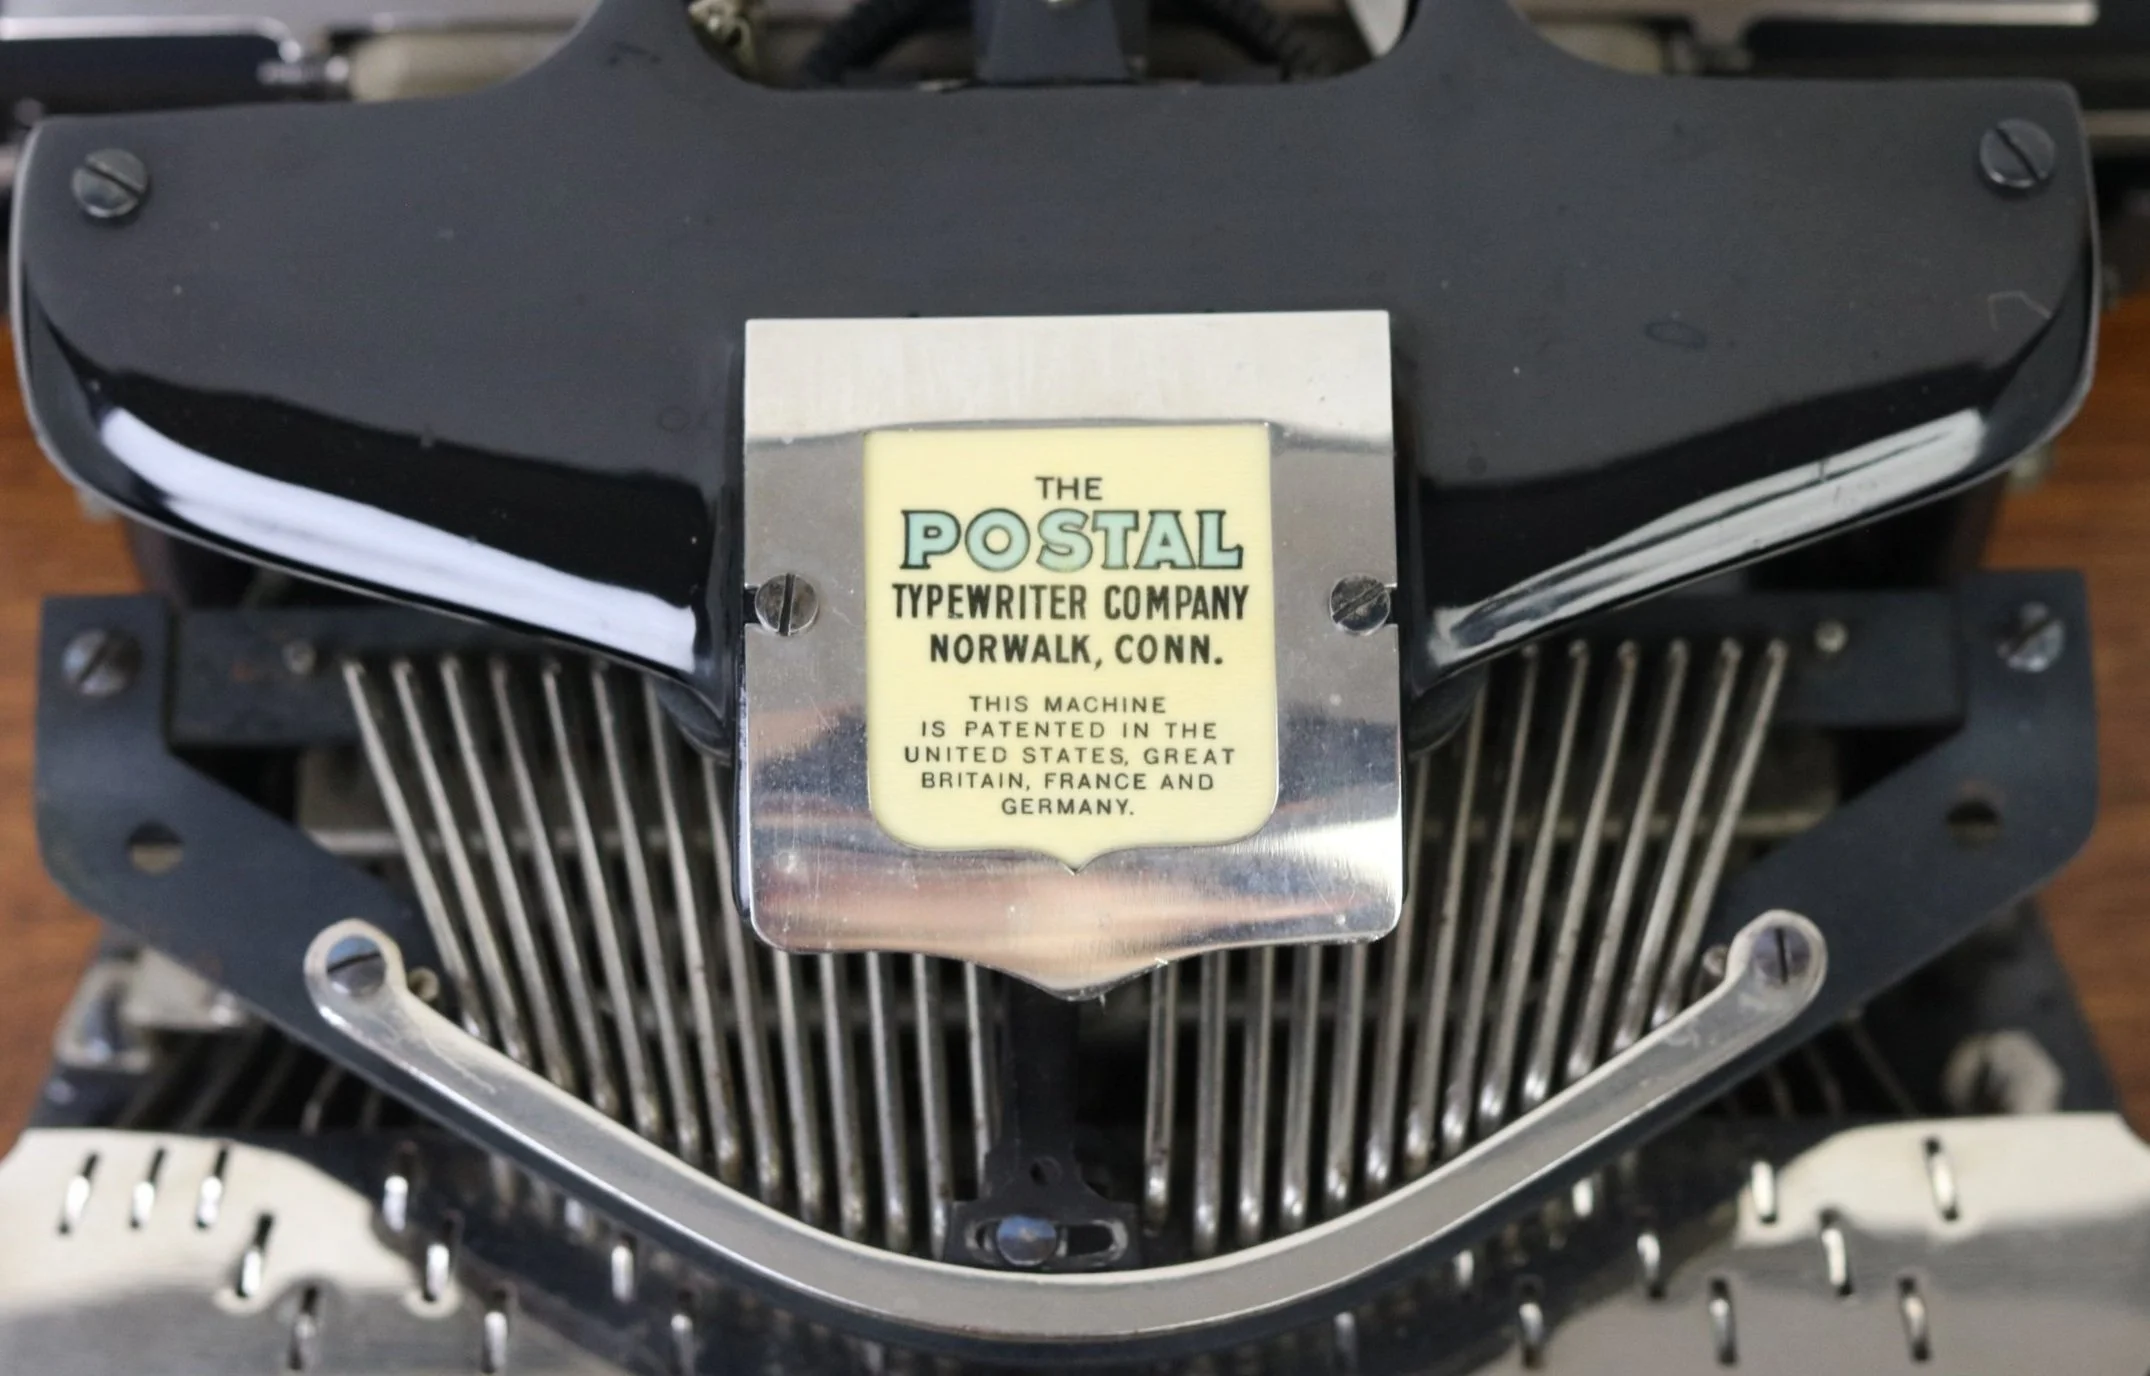 THE
POSTAL
TYPEWRITER COMPANY
NORWALK, CONN.
THIS MACHINE
IS PATENTED IN THE
UNITED STATES, GREAT
BRITAIN, FRANCE AND
GERMANY.